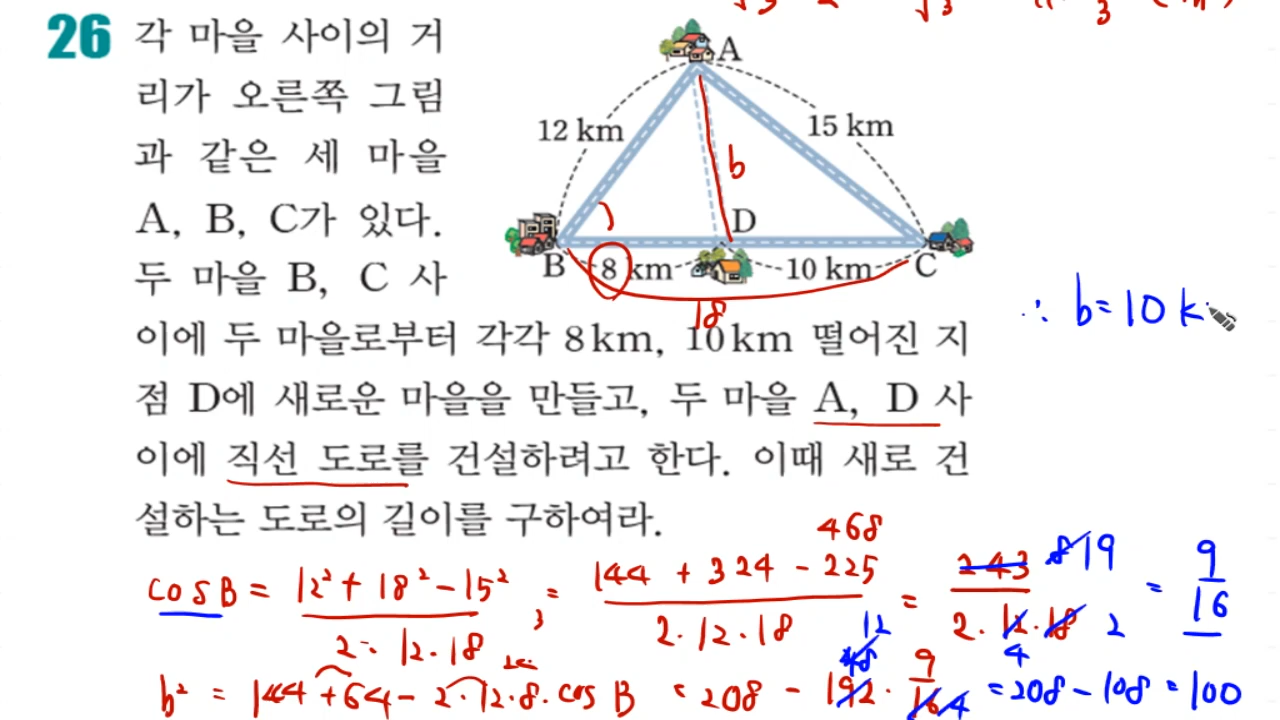 26 각 마을 사이의 거
리가 오른쪽 그림
과 같은 세 마을
A, B, C가 있다.
두 마을 B, C 사
이에 두 마을로부터 각각 8 km, 10 km 떨어진 지
점 D에 새로운 마을을 만들고, 두 마을 A, D 사
이에 직선 도로를 건설하려고 한다. 이때 새로 건
설하는 도로의 길이를 구하여라.
A
12 km
15 km
b
D
B 8 km 10 km C
18
∴ b = 10 k
468
cos B = 12² + 18² - 15² / 2 · 12 · 18 = 144 + 324 - 225 / 2 · 12 · 18 = 243 / 2 · 12 · 18 = 9 / 16
b² = 144 + 64 - 2 · 12 · 8 · cos B = 208 - 192 · 9 / 16 = 208 - 108 = 100